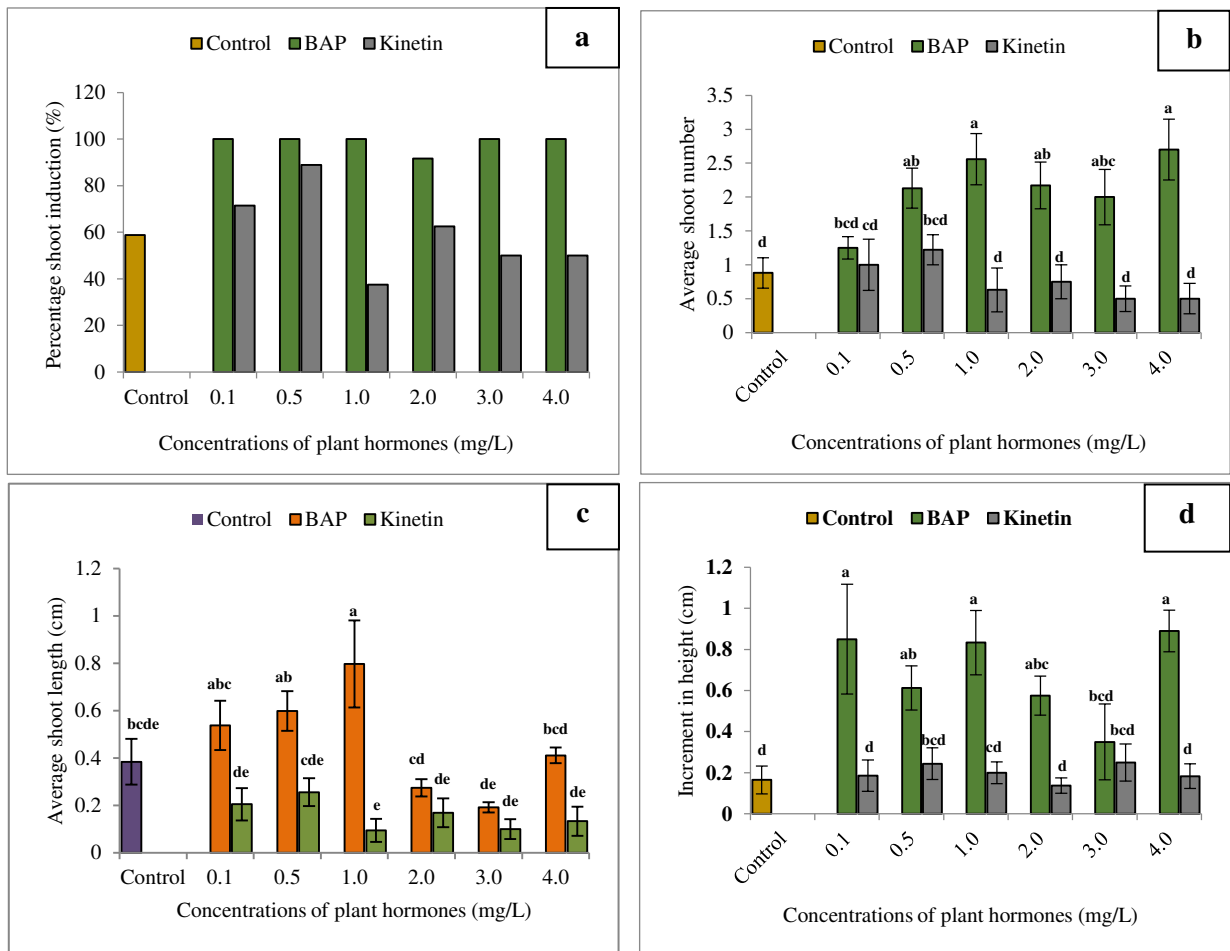 a
Control BAP Kinetin
Percentage shoot induction (%)
120
100
80
60
40
20
0
Control 0.1 0.5 1.0 2.0 3.0 4.0
Concentrations of plant hormones (mg/L)
b
Control BAP Kinetin
Average shoot number
3.5
3
2.5
2
1.5
1
0.5
0
d bcd cd ab bcd a d ab d abc d a d
Control 0.1 0.5 1.0 2.0 3.0 4.0
Concentrations of plant hormones (mg/L)
c
Control BAP Kinetin
Average shoot length (cm)
1.2
1
0.8
0.6
0.4
0.2
0
bcde abc de ab cde a e cd de de de bcd de
Control 0.1 0.5 1.0 2.0 3.0 4.0
Concentrations of plant hormones (mg/L)
d
Control BAP Kinetin
Increment in height (cm)
1.2
1
0.8
0.6
0.4
0.2
0
d a d ab bcd a cd abc d bcd bcd a d
Control 0.1 0.5 1.0 2.0 3.0 4.0
Concentrations of plant hormones (mg/L)